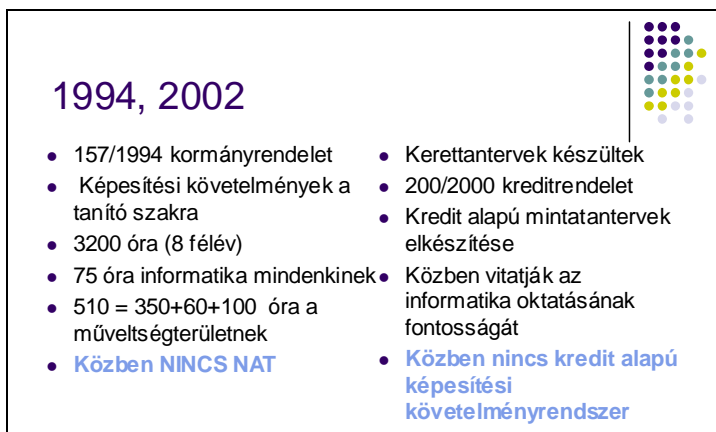 1994, 2002
157/1994 kormányrendelet
Képesítési követelmények a
tanító szakra
3200 óra (8 félév)
75 óra informatika mindenkinek
510 = 350+60+100 óra a
műveltségterületnek
Közben NINCS NAT
Kerettantervek készültek
200/2000 kreditrendelet
Kredit alapú mintatantervek
elkészítése
Közben vitatják az
informatika oktatásának
fontosságát
Közben nincs kredit alapú
képesítési
követelményrendszer